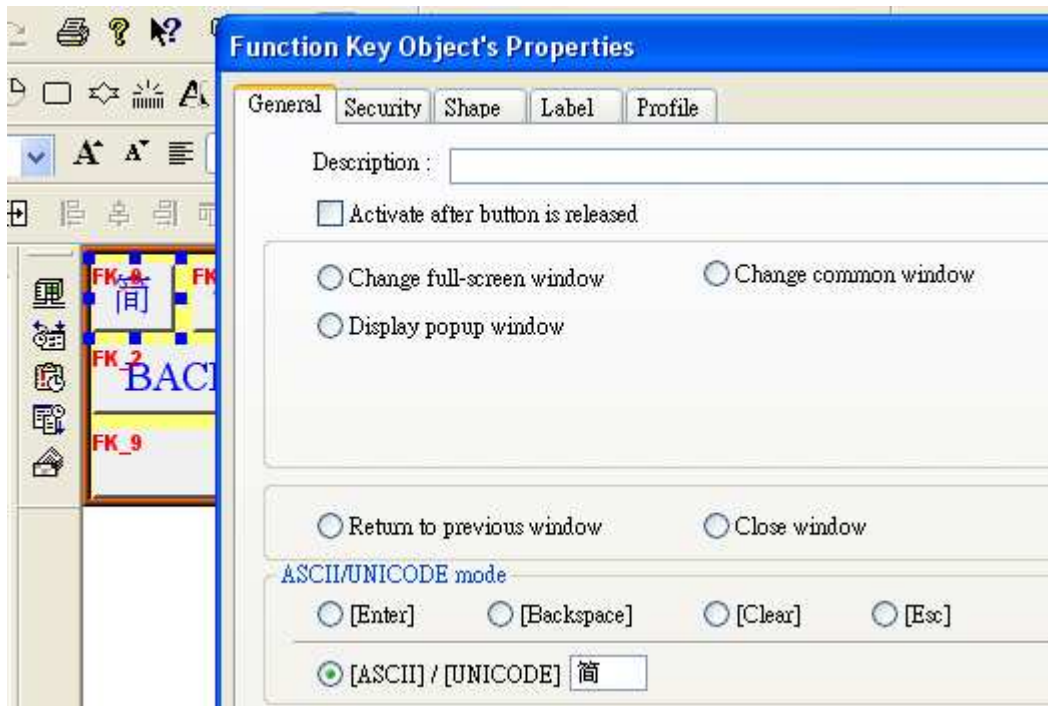 Function Key Object's Properties
General Security Shape Label Profile
Description :
Activate after button is released
Change full-screen window Change common window
Display popup window
简
FK_2
BAC
FK_9
Return to previous window Close window
ASCII/UNICODE mode
[Enter] [Backspace] [Clear] [Esc]
[ASCII] / [UNICODE] 简